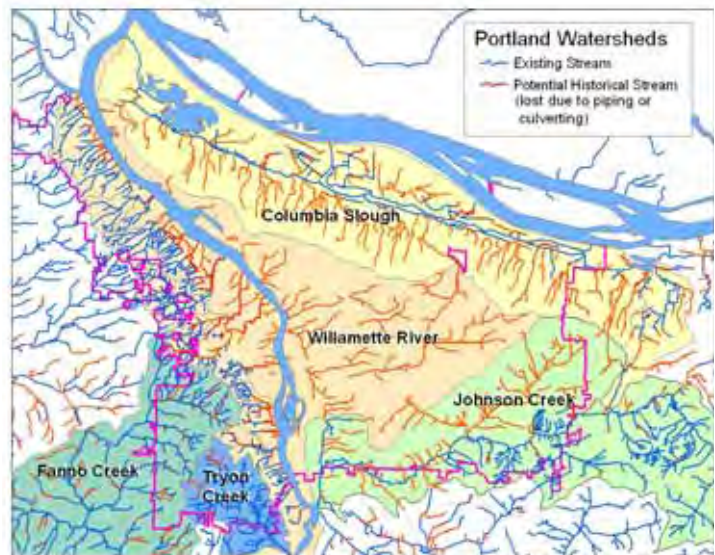 Portland Watersheds
Existing Stream
Potential Historical Stream
(lost due to piping or
culverting)
Columbia Slough
Willamette River
Johnson Creek
Fanno Creek
Tryon
Creek